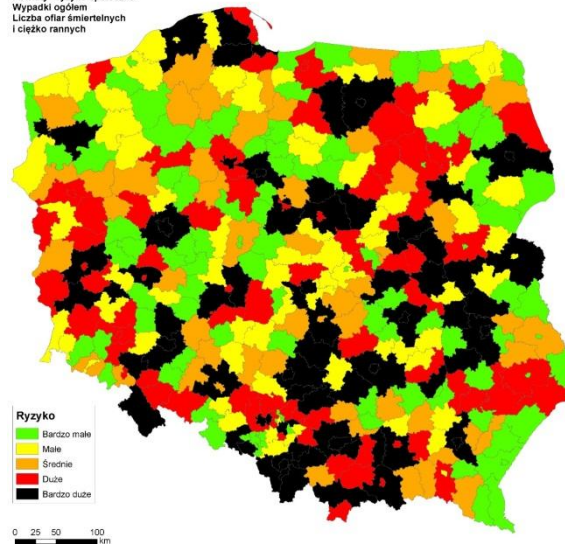 Wypadki ogółem
Liczba ofiar śmiertelnych
i ciężko rannych
Ryzyko
Bardzo małe
Małe
Średnie
Duże
Bardzo duże
0 25 50 100
km